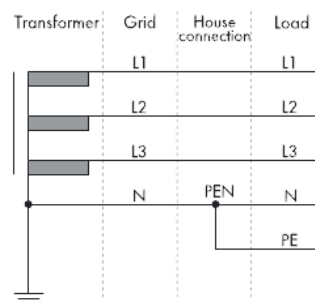 Transformer Grid House connection Load
L1 L1
L2 L2
L3 L3
N PEN N
PE